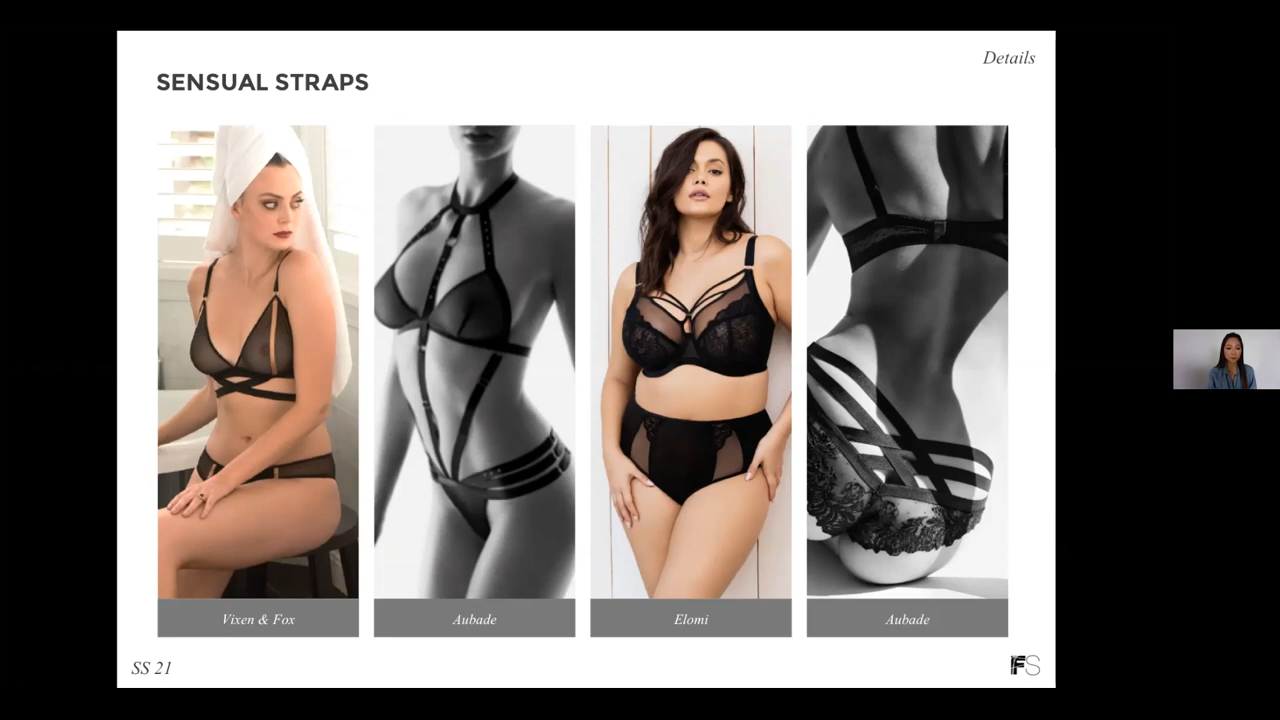 Details
SENSUAL STRAPS
Vixen & Fox
Aubade
Elomi
Aubade
SS 21
FS